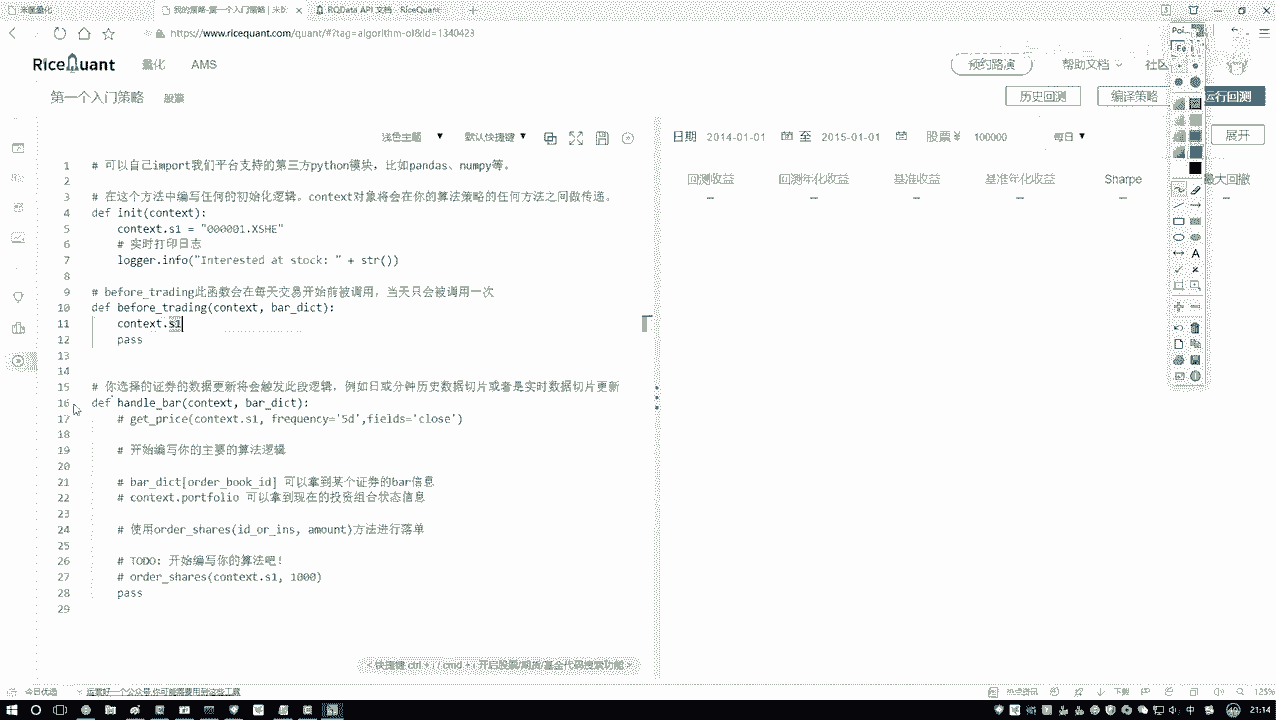 米筐量化
我的策略-第一个入门策略 | 米筐
RQData API 文档 - RiceQuant
https://www.ricequant.com/quant/#?tag=algorithm-ol&id=1340423
RiceQuant 量化 AMS 预约路演 帮助文档 社区
第一个入门策略 股票 历史回测 编译策略 运行回测
浅色主题 默认快捷键 日期 2014-01-01 至 2015-01-01 股票 ¥ 100000 每日 展开
回测收益 回测年化收益 基准收益 基准年化收益 Sharpe 最大回撤
-- -- -- -- -- --
1 # 可以自己import我们平台支持的第三方python模块，比如pandas、numpy等。
2
3 # 在这个方法中编写任何的初始化逻辑。context对象将会在你的算法策略的任何方法之间做传递。
4 def init(context):
5 context.s1 = "000001.XSHE"
6 # 实时打印日志
7 logger.info("Interested at stock: " + str())
8
9 # before_trading此函数会在每天交易开始前被调用，当天只会被调用一次
10 def before_trading(context, bar_dict):
11 context.s1
12 pass
13
14
15 # 你选择的证券的数据更新将会触发此段逻辑，例如日或分钟历史数据切片或者是实时数据切片更新
16 def handle_bar(context, bar_dict):
17 # get_price(context.s1, frequency='5d',fields='close')
18
19 # 开始编写你的主要的算法逻辑
20
21 # bar_dict[order_book_id] 可以拿到某个证券的bar信息
22 # context.portfolio 可以拿到现在的投资组合状态信息
23
24 # 使用order_shares(id_or_ins, amount)方法进行落单
25
26 # TODO: 开始编写你的算法吧！
27 # order_shares(context.s1, 1000)
28 pass
29
快捷键 ctrl + i / cmd + i 开启股票/期货/基金代码搜索功能
今日优选 运营好一个公众号,你可能需要用到这些工具 热点资讯 下载 125%
中 21:14